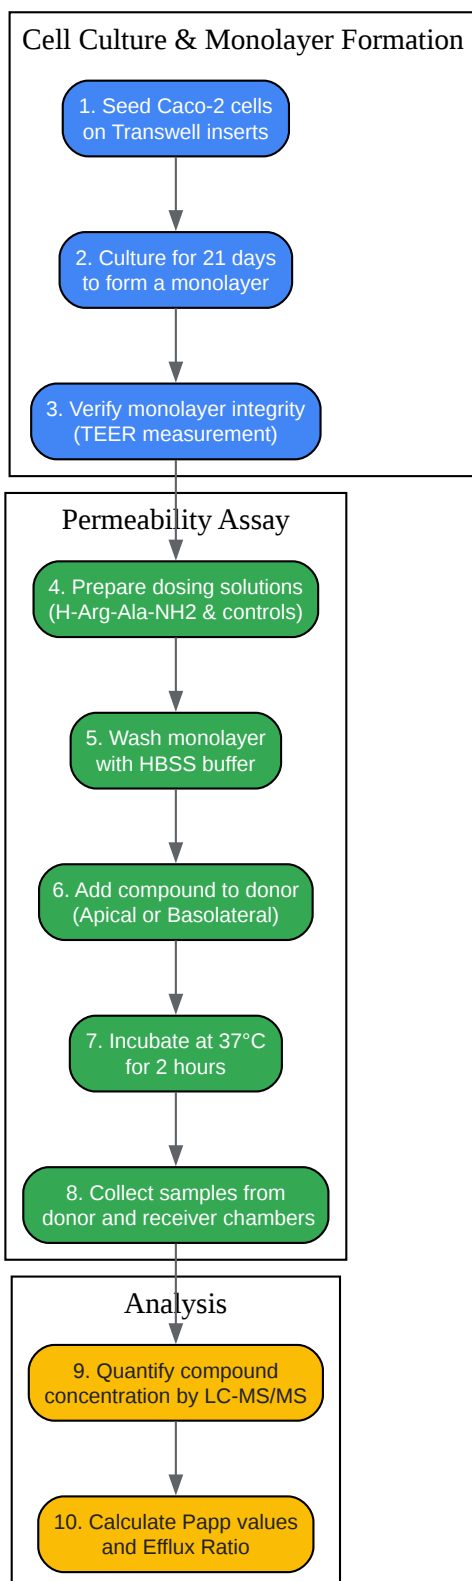 Cell Culture & Monolayer Formation
1. Seed Caco-2 cells
on Transwell inserts
2. Culture for 21 days
to form a monolayer
3. Verify monolayer integrity
(TEER measurement)
Permeability Assay
4. Prepare dosing solutions
(H-Arg-Ala-NH2 & controls)
5. Wash monolayer
with HBSS buffer
6. Add compound to donor
(Apical or Basolateral)
7. Incubate at 37°C
for 2 hours
8. Collect samples from
donor and receiver chambers
Analysis
9. Quantify compound
concentration by LC-MS/MS
10. Calculate Papp values
and Efflux Ratio